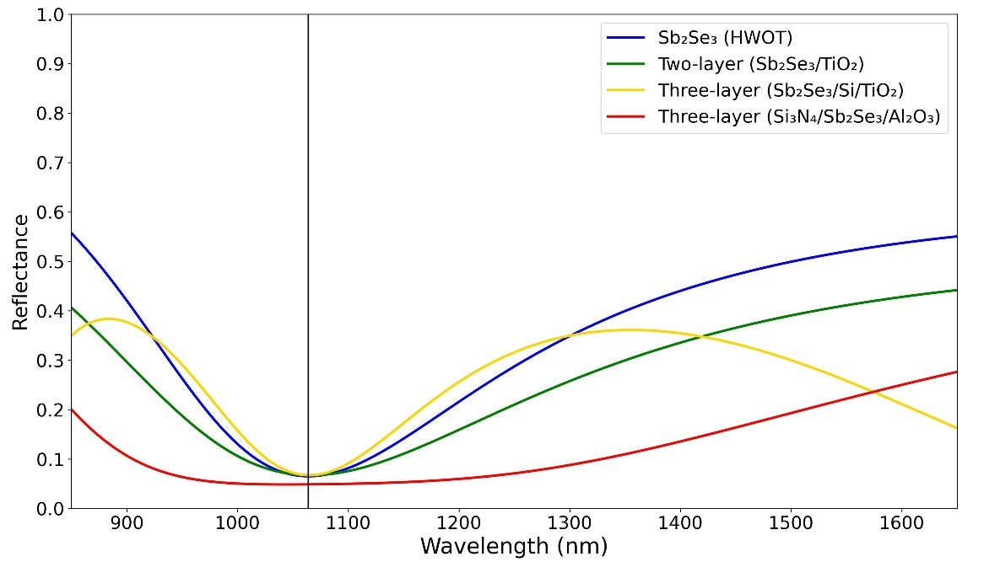 1.0
0.9
0.8
0.7
0.6
0.5
0.4
0.3
0.2
0.1
0.0
Reflectance
Sb₂Se₃ (HWOT)
Two-layer (Sb₂Se₃/TiO₂)
Three-layer (Sb₂Se₃/Si/TiO₂)
Three-layer (Si₃N₄/Sb₂Se₃/Al₂O₃)
900 1000 1100 1200 1300 1400 1500 1600
Wavelength (nm)